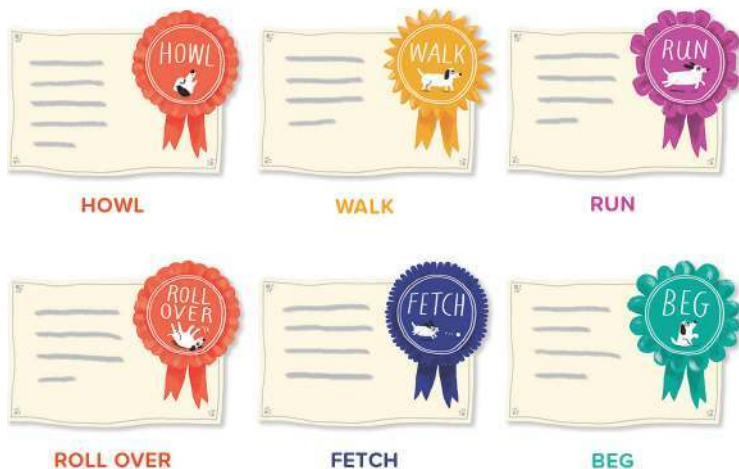 HOWL
WALK
RUN
HOWL
WALK
RUN
ROLL
OVER
FETCH
BEG
ROLL OVER
FETCH
BEG